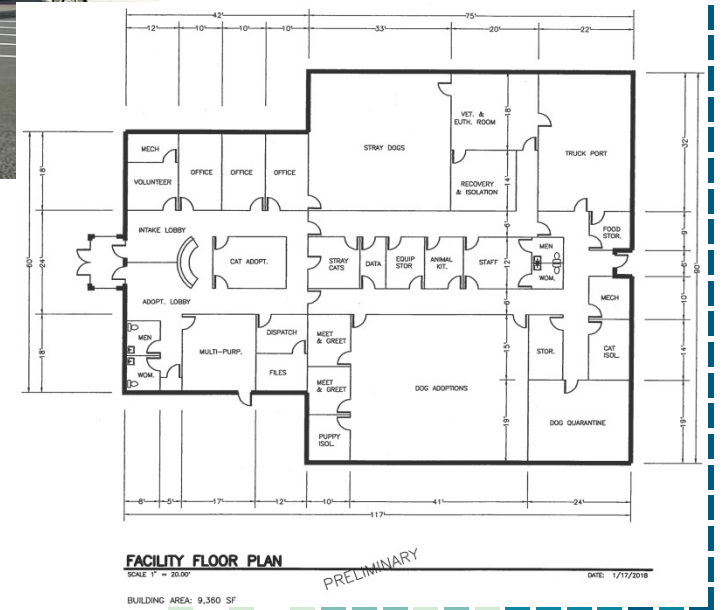 42'
75'
12'
10'
10'
10'
33'
20'
22'
MECH
VOLUNTEER
OFFICE
OFFICE
OFFICE
STRAY DOGS
VET. &
EUTH. ROOM
18'
RECOVERY
& ISOLATION
14'
TRUCK PORT
32'
18'
60'
24'
18'
INTAKE LOBBY
CAT ADOPT.
ADOPT. LOBBY
6'
STRAY
CATS
DATA
EQUIP
STOR
ANIMAL
KIT.
STAFF
12'
MEN
WOM.
6'
FOOD
STOR.
9'
6'
90'
MECH
10'
MEN
WOM.
MULTI-PURP.
DISPATCH
FILES
MEET
& GREET
MEET
& GREET
PUPPY
ISOL.
DOG ADOPTIONS
15'
19'
STOR.
CAT
ISOL.
14'
DOG QUARANTINE
19'
8'
5'
17'
12'
10'
41'
24'
117'
FACILITY FLOOR PLAN
SCALE 1" = 20.00'
PRELIMINARY
DATE: 1/17/2018
BUILDING AREA: 9,360 SF